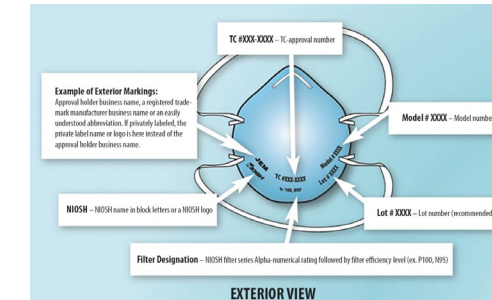 TC #XXX-XXXX – TC-approval number
Example of Exterior Markings:
Approval holder business name, a registered trade-
mark manufacturer business name or an easily
understood abbreviation. If privately labeled, the
private label name or logo is here instead of the
approval holder business name.
Model # XXXX – Model numbe
JEM
NIOSH
TC #XXX-XXXX
Model # XXXX
Lot # XXXX
NIOSH – NIOSH name in block letters or a NIOSH logo
Lot # XXXX – Lot number (recommended
Filter Designation – NIOSH filter series Alpha-numerical rating followed by filter efficiency level (ex. P100, N95)
EXTERIOR VIEW